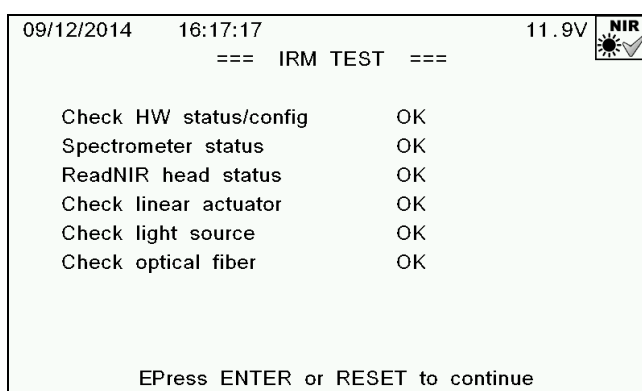 09/12/2014 16:17:17 11.9V NIR
=== IRM TEST ===
Check HW status/config OK
Spectrometer status OK
ReadNIR head status OK
Check linear actuator OK
Check light source OK
Check optical fiber OK
EPress ENTER or RESET to continue